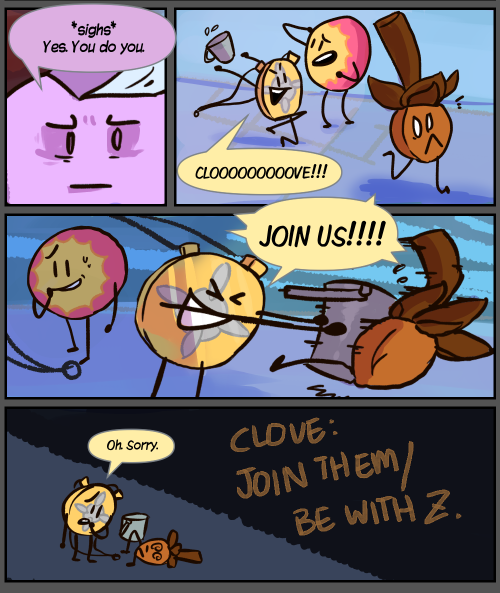 *sighs*
Yes. You do you.
CLOOOOOOOOOVE!!!
JOIN US!!!!
Oh. Sorry.
CLOVE:
JOIN THEM/
BE WITH Z.